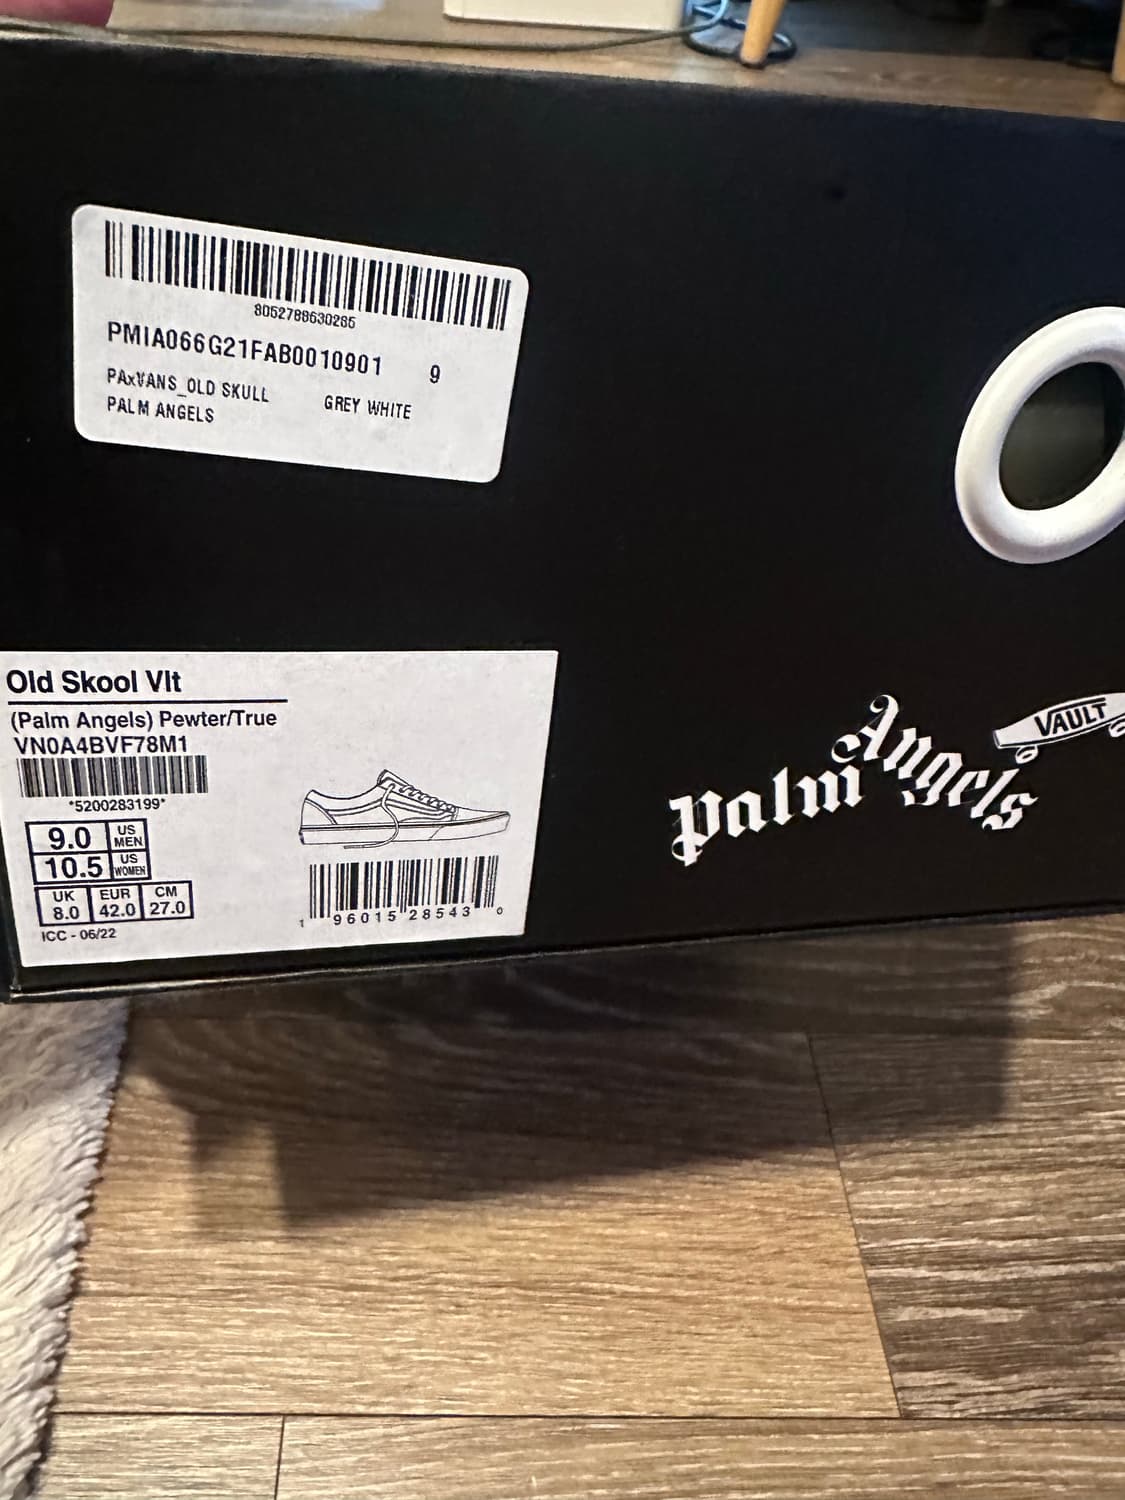 8052788630285
PMIA066G21FAB0010901 9
PAxVANS_OLD SKULL GREY WHITE
PALM ANGELS
Old Skool Vlt
(Palm Angels) Pewter/True
VN0A4BVF78M1
*5200283199*
9.0 US MEN
10.5 US WOMEN
UK EUR CM
8.0 42.0 27.0
ICC - 06/22
1 96015 28543 0
Palm Angels
VAULT